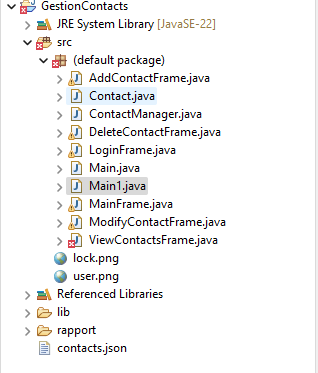 GestionContacts
JRE System Library [JavaSE-22]
src
(default package)
AddContactFrame.java
Contact.java
ContactManager.java
DeleteContactFrame.java
LoginFrame.java
Main.java
Main1.java
MainFrame.java
ModifyContactFrame.java
ViewContactsFrame.java
lock.png
user.png
Referenced Libraries
lib
rapport
contacts.json